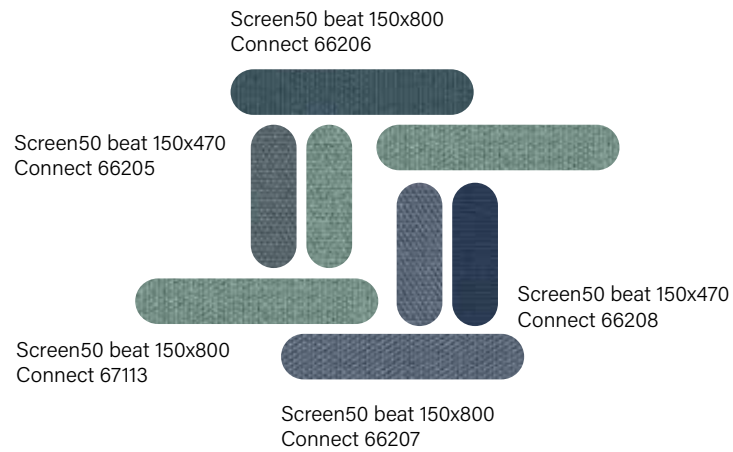 Screen50 beat 150x800
Connect 66206
Screen50 beat 150x470
Connect 66205
Screen50 beat 150x470
Connect 66208
Screen50 beat 150x800
Connect 67113
Screen50 beat 150x800
Connect 66207